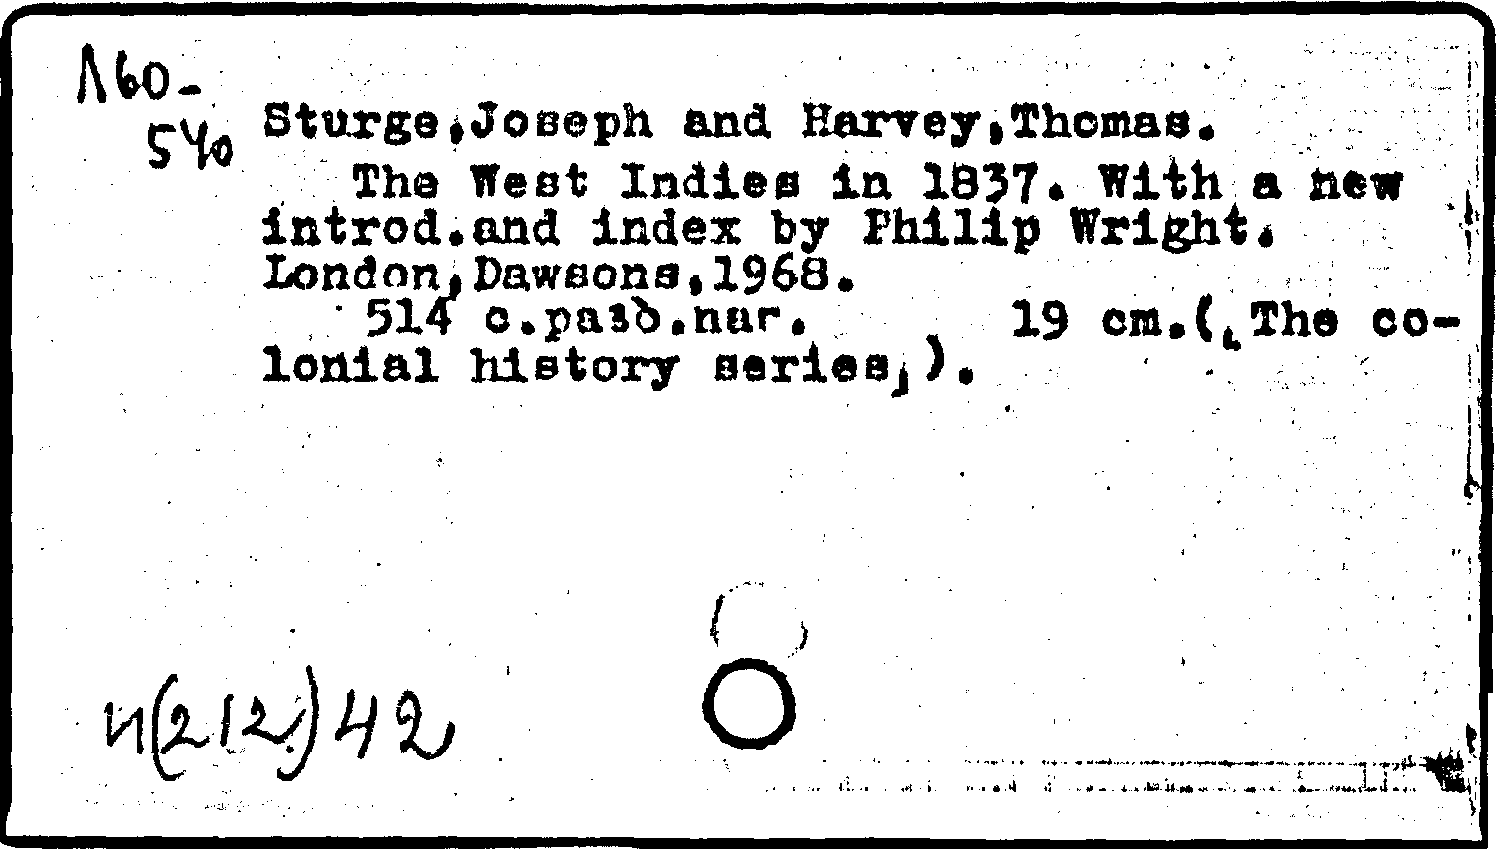 Л60-
540
Sturge,Joseph and Harvey,Thomas.
The West Indies in 1837. With a new
introd.and index by Philip Wright.
London,Dawsons,1968.
514 с.разд.паг. 19 cm.(.The co-
lonial history series,).
И(212)42